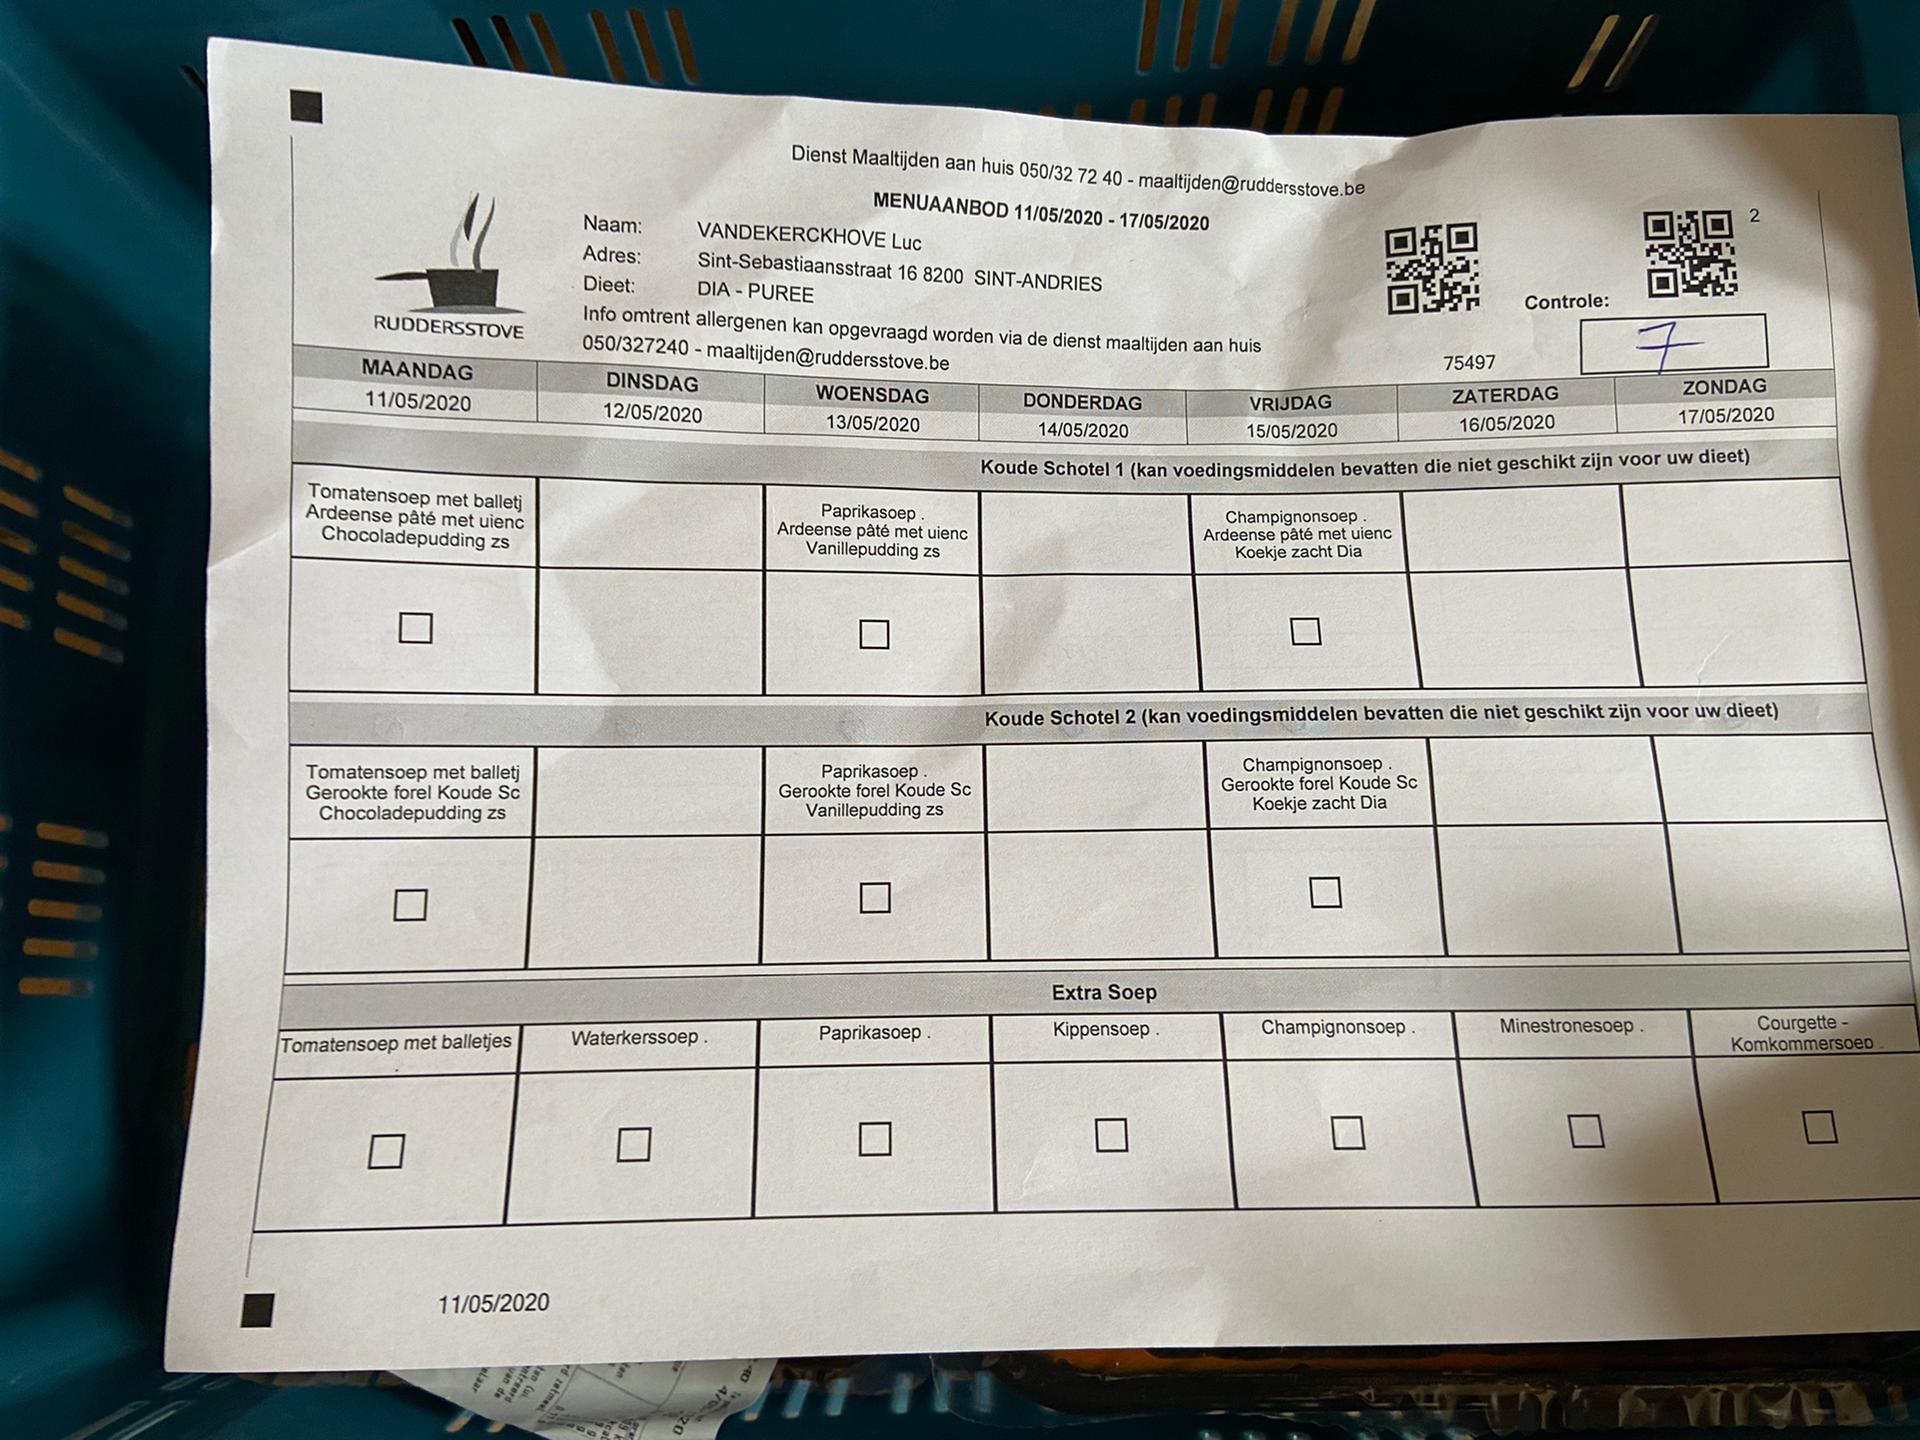 Dienst Maaltijden aan huis 050/32 72 40 - maaltijden@ruddersstove.be
MENUAANBOD 11/05/2020 - 17/05/2020
2
RUDDERSSTOVE
Naam: VANDEKERCKHOVE Luc
Adres: Sint-Sebastiaansstraat 16 8200 SINT-ANDRIES
Dieet: DIA - PUREE
Info omtrent allergenen kan opgevraagd worden via de dienst maaltijden aan huis
050/327240 - maaltijden@ruddersstove.be
Controle:
7
75497
MAANDAG DINSDAG WOENSDAG DONDERDAG VRIJDAG ZATERDAG ZONDAG
11/05/2020 12/05/2020 13/05/2020 14/05/2020 15/05/2020 16/05/2020 17/05/2020
Koude Schotel 1 (kan voedingsmiddelen bevatten die niet geschikt zijn voor uw dieet)
Tomatensoep met balletj Paprikasoep . Champignonsoep .
Ardeense pâté met uienc Ardeense pâté met uienc Ardeense pâté met uienc
Chocoladepudding zs Vanillepudding zs Koekje zacht Dia
Koude Schotel 2 (kan voedingsmiddelen bevatten die niet geschikt zijn voor uw dieet)
Tomatensoep met balletj Paprikasoep . Champignonsoep .
Gerookte forel Koude Sc Gerookte forel Koude Sc Gerookte forel Koude Sc
Chocoladepudding zs Vanillepudding zs Koekje zacht Dia
Extra Soep
Tomatensoep met balletjes Waterkerssoep . Paprikasoep . Kippensoep . Champignonsoep . Minestronesoep . Courgette -
Komkommersoep .
11/05/2020